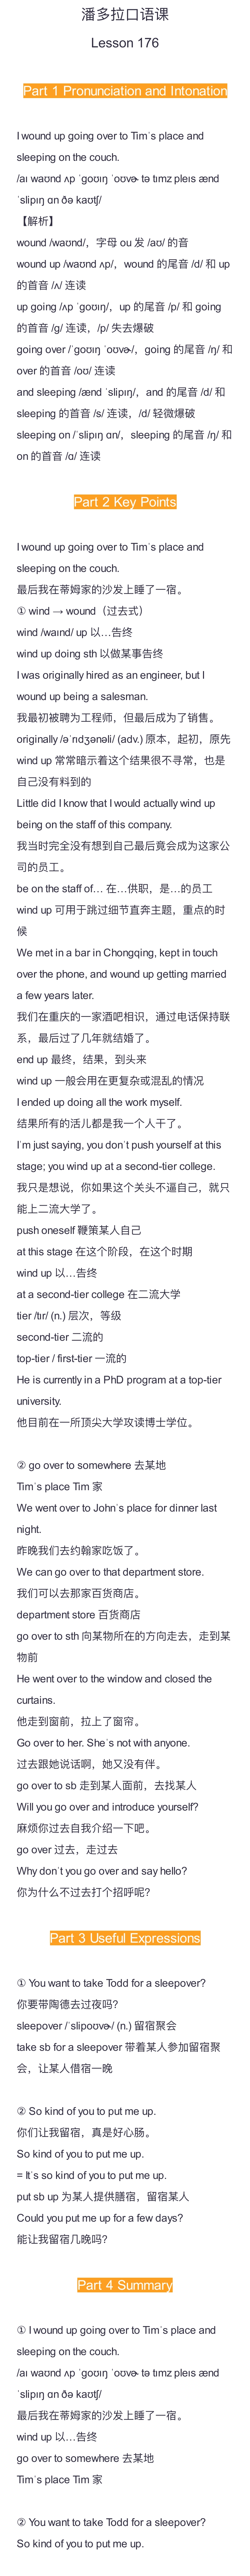 潘多拉口语课
Lesson 176
Part 1 Pronunciation and Intonation
I wound up going over to Tim's place and
sleeping on the couch.
/aɪ waʊnd ʌp ˈɡoʊɪŋ ˈoʊvɚ tə tɪmz pleɪs ænd
ˈslipɪŋ ɑn ðə kaʊtʃ/
【解析】
wound /waʊnd/，字母 ou 发 /aʊ/ 的音
wound up /waʊnd ʌp/，wound 的尾音 /d/ 和 up
的首音 /ʌ/ 连读
up going /ʌp ˈɡoʊɪŋ/，up 的尾音 /p/ 和 going
的首音 /g/ 连读，/p/ 失去爆破
going over /ˈɡoʊɪŋ ˈoʊvɚ/，going 的尾音 /ŋ/ 和
over 的首音 /oʊ/ 连读
and sleeping /ænd ˈslipɪŋ/，and 的尾音 /d/ 和
sleeping 的首音 /s/ 连读，/d/ 轻微爆破
sleeping on /ˈslipɪŋ ɑn/，sleeping 的尾音 /ŋ/ 和
on 的首音 /ɑ/ 连读
Part 2 Key Points
I wound up going over to Tim's place and
sleeping on the couch.
最后我在蒂姆家的沙发上睡了一宿。
① wind → wound（过去式）
wind /waɪnd/ up 以…告终
wind up doing sth 以做某事告终
I was originally hired as an engineer, but I
wound up being a salesman.
我最初被聘为工程师，但最后成为了销售。
originally /əˈrɪdʒənəli/ (adv.) 原本，起初，原先
wind up 常常暗示着这个结果很不寻常，也是
自己没有料到的
Little did I know that I would actually wind up
being on the staff of this company.
我当时完全没有想到自己最后竟会成为这家公
司的员工。
be on the staff of… 在…供职，是…的员工
wind up 可用于跳过细节直奔主题，重点的时
候
We met in a bar in Chongqing, kept in touch
over the phone, and wound up getting married
a few years later.
我们在重庆的一家酒吧相识，通过电话保持联
系，最后过了几年就结婚了。
end up 最终，结果，到头来
wind up 一般会用在更复杂或混乱的情况
I ended up doing all the work myself.
结果所有的活儿都是我一个人干了。
I'm just saying, you don't push yourself at this
stage; you wind up at a second-tier college.
我只是想说，你如果这个关头不逼自己，就只
能上二流大学了。
push oneself 鞭策某人自己
at this stage 在这个阶段，在这个时期
wind up 以…告终
at a second-tier college 在二流大学
tier /tɪr/ (n.) 层次，等级
second-tier 二流的
top-tier / first-tier 一流的
He is currently in a PhD program at a top-tier
university.
他目前在一所顶尖大学攻读博士学位。
② go over to somewhere 去某地
Tim's place Tim 家
We went over to John's place for dinner last
night.
昨晚我们去约翰家吃饭了。
We can go over to that department store.
我们可以去那家百货商店。
department store 百货商店
go over to sth 向某物所在的方向走去，走到某
物前
He went over to the window and closed the
curtains.
他走到窗前，拉上了窗帘。
Go over to her. She's not with anyone.
过去跟她说话啊，她又没有伴。
go over to sb 走到某人面前，去找某人
Will you go over and introduce yourself?
麻烦你过去自我介绍一下吧。
go over 过去，走过去
Why don't you go over and say hello?
你为什么不过去打个招呼呢?
Part 3 Useful Expressions
① You want to take Todd for a sleepover?
你要带陶德去过夜吗?
sleepover /ˈslipoʊvɚ/ (n.) 留宿聚会
take sb for a sleepover 带着某人参加留宿聚
会，让某人借宿一晚
② So kind of you to put me up.
你们让我留宿，真是好心肠。
So kind of you to put me up.
= It's so kind of you to put me up.
put sb up 为某人提供膳宿，留宿某人
Could you put me up for a few days?
能让我留宿几晚吗?
Part 4 Summary
① I wound up going over to Tim's place and
sleeping on the couch.
/aɪ waʊnd ʌp ˈɡoʊɪŋ ˈoʊvɚ tə tɪmz pleɪs ænd
ˈslipɪŋ ɑn ðə kaʊtʃ/
最后我在蒂姆家的沙发上睡了一宿。
wind up 以…告终
go over to somewhere 去某地
Tim's place Tim 家
② You want to take Todd for a sleepover?
So kind of you to put me up.